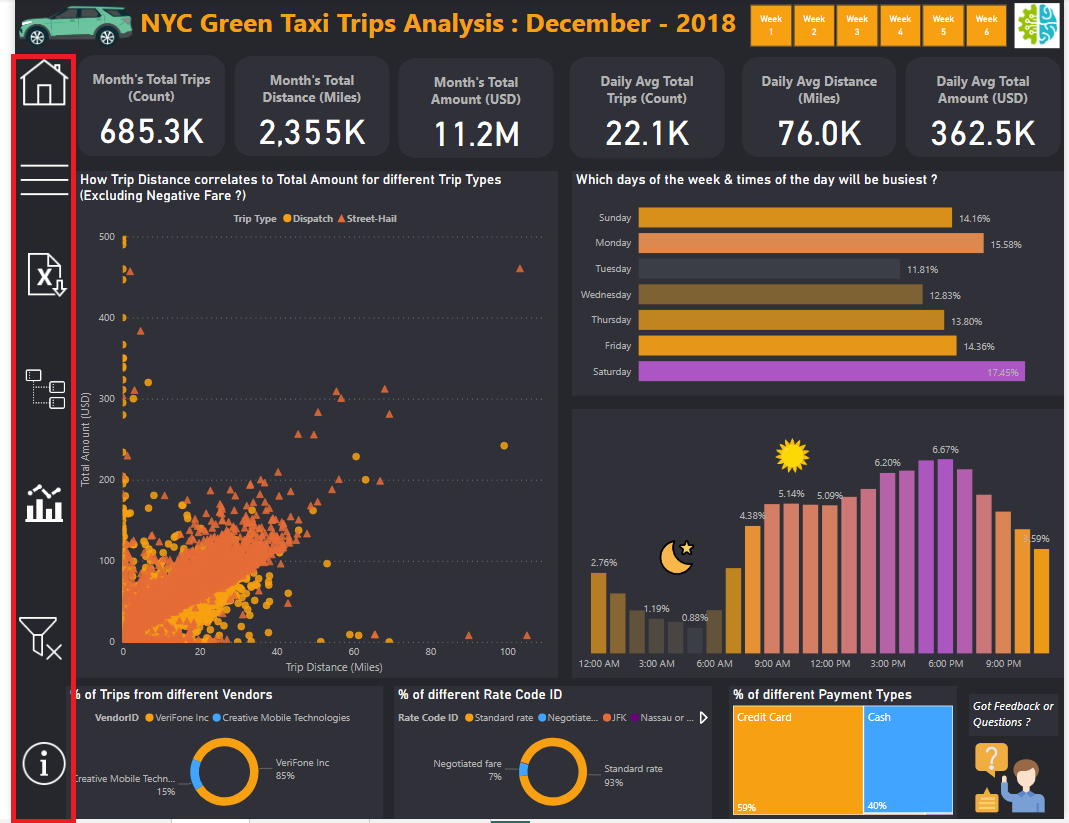 NYC Green Taxi Trips Analysis : December - 2018
Week
1
Week
2
Week
3
Week
4
Week
5
Week
6
Month's Total Trips
(Count)
685.3K
Month's Total
Distance (Miles)
2,355K
Month's Total
Amount (USD)
11.2M
Daily Avg Total
Trips (Count)
22.1K
Daily Avg Distance
(Miles)
76.0K
Daily Avg Total
Amount (USD)
362.5K
How Trip Distance correlates to Total Amount for different Trip Types
(Excluding Negative Fare ?)
Trip Type Dispatch Street-Hail
500
400
300
200
100
0
Total Amount (USD)
0 20 40 60 80 100
Trip Distance (Miles)
Which days of the week & times of the day will be busiest ?
Sunday 14.16%
Monday 15.58%
Tuesday 11.81%
Wednesday 12.83%
Thursday 13.80%
Friday 14.36%
Saturday 17.45%
2.76% 1.19% 0.88% 4.38% 5.14% 5.09% 6.20% 6.67% .59%
12:00 AM 3:00 AM 6:00 AM 9:00 AM 12:00 PM 3:00 PM 6:00 PM 9:00 PM
% of Trips from different Vendors
VendorID VeriFone Inc Creative Mobile Technologies
VeriFone Inc
85%
Creative Mobile Techn...
15%
% of different Rate Code ID
Rate Code ID Standard rate Negotiate... JFK Nassau or ...
Negotiated fare
7%
Standard rate
93%
% of different Payment Types
Credit Card
59%
Cash
40%
Got Feedback or
Questions ?
X
i
?